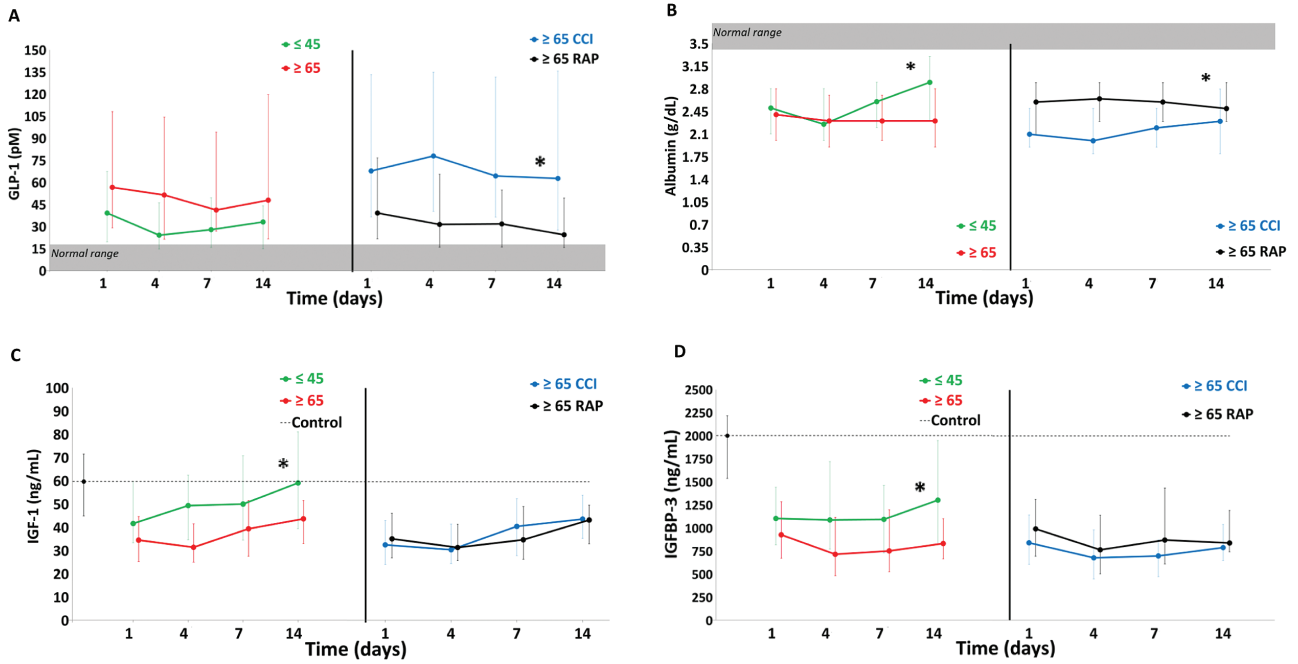 A
≤ 45
≥ 65
≥ 65 CCI
≥ 65 RAP
150
135
120
105
90
75
60
45
30
15
0
GLP-1 (pM)
*
Normal range
1 4 7 14 1 4 7 14
Time (days)
B
Normal range
3.5
3.15
2.8
2.45
2.1
1.75
1.4
1.05
0.7
0.35
0
Albumin (g/dL)
*
*
≤ 45
≥ 65
≥ 65 CCI
≥ 65 RAP
1 4 7 14 1 4 7 14
Time (days)
C
≤ 45
≥ 65
Control
≥ 65 CCI
≥ 65 RAP
100
90
80
70
60
50
40
30
20
10
0
IGF-1 (ng/mL)
*
1 4 7 14 1 4 7 14
Time (days)
D
≤ 45
≥ 65
Control
≥ 65 CCI
≥ 65 RAP
2500
2250
2000
1750
1500
1250
1000
750
500
250
0
IGFBP-3 (ng/mL)
*
1 4 7 14 1 4 7 14
Time (days)